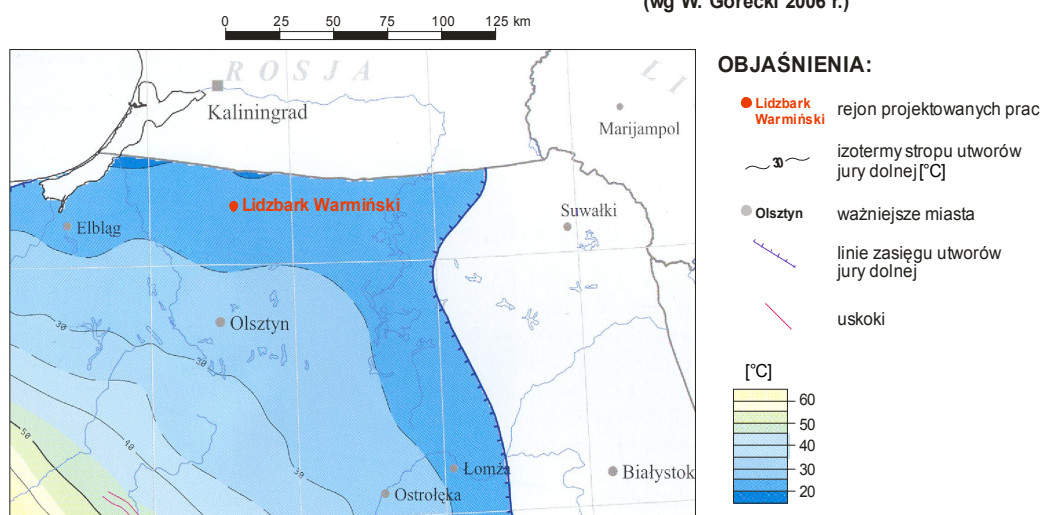 (wg W. Górecki 2006 r.)
0 25 50 75 100 125 km
ROSJA
LI
Kaliningrad
Marijampol
Lidzbark Warmiński
Suwałki
Elbląg
Olsztyn
30
30
40
50
30
Łomża
Ostrołęka
Białystok
OBJAŚNIENIA:
Lidzbark
Warmiński
rejon projektowanych prac
30
izotermy stropu utworów
jury dolnej [°C]
Olsztyn
ważniejsze miasta
linie zasięgu utworów
jury dolnej
uskoki
[°C]
60
50
40
30
20